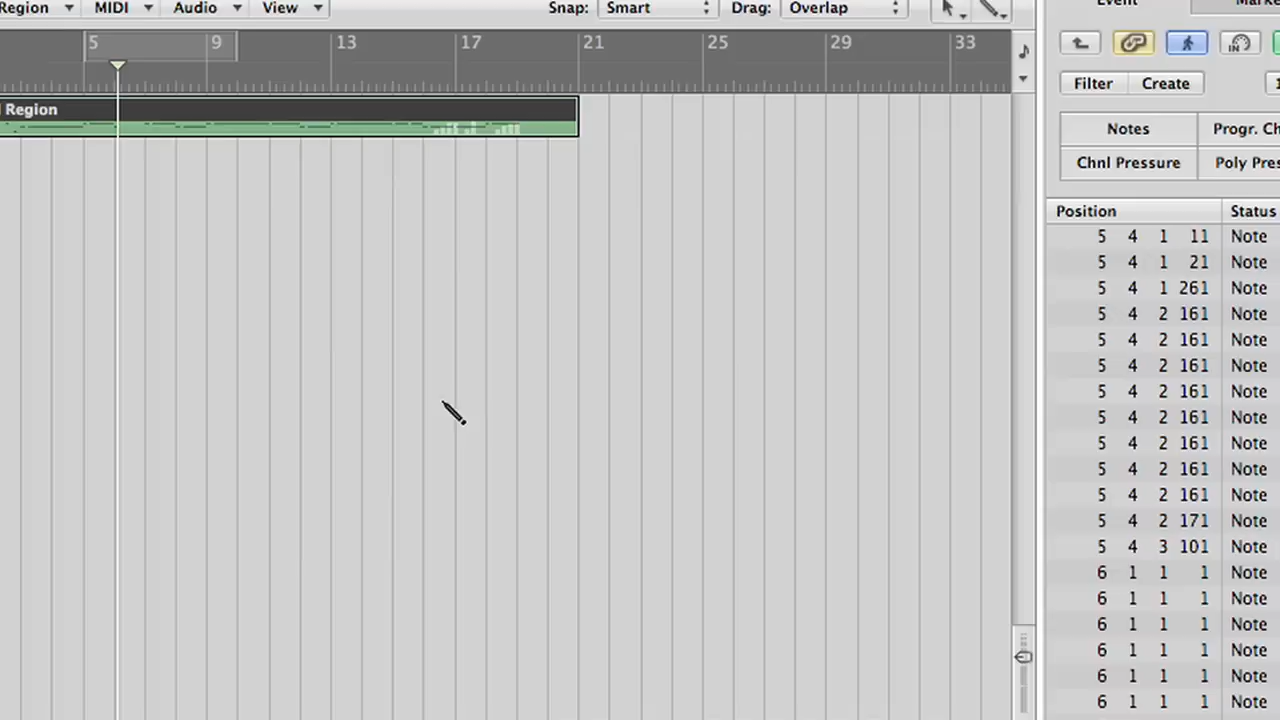 Region MIDI Audio View Snap: Smart Drag: Overlap
Event
5 9 13 17 21 25 29 33
Region
Filter Create
Notes Progr.
Chnl Pressure Poly
Position Status
5 4 1 11 Note
5 4 1 21 Note
5 4 1 261 Note
5 4 2 161 Note
5 4 2 161 Note
5 4 2 161 Note
5 4 2 161 Note
5 4 2 161 Note
5 4 2 161 Note
5 4 2 161 Note
5 4 2 161 Note
5 4 2 171 Note
5 4 3 101 Note
6 1 1 1 Note
6 1 1 1 Note
6 1 1 1 Note
6 1 1 1 Note
6 1 1 1 Note
6 1 1 1 Note